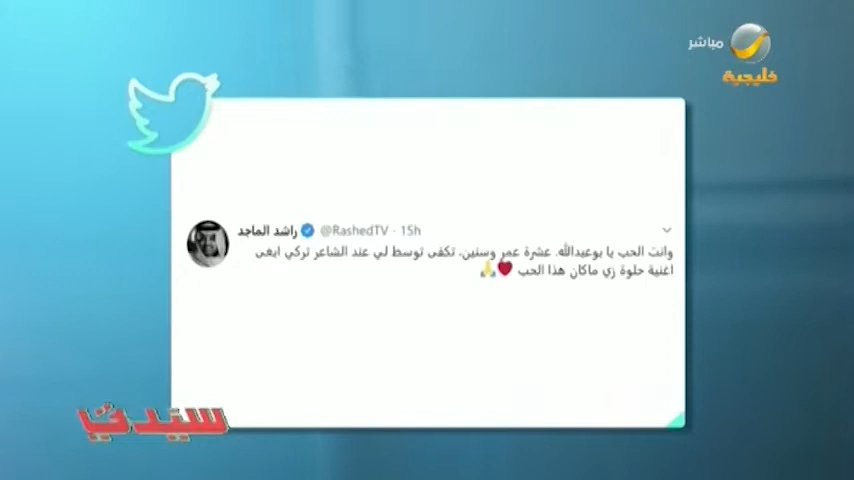 مباشر
خليجية
راشد الماجد @RashedTV · 15h
وانت الحب يا بوعبدالله. عشرة عمر وسنين، تكفى توسط لي عند الشاعر تركي ابغى
اغنية حلوة زي ماكان هذا الحب ❤️🙏
سيدتي